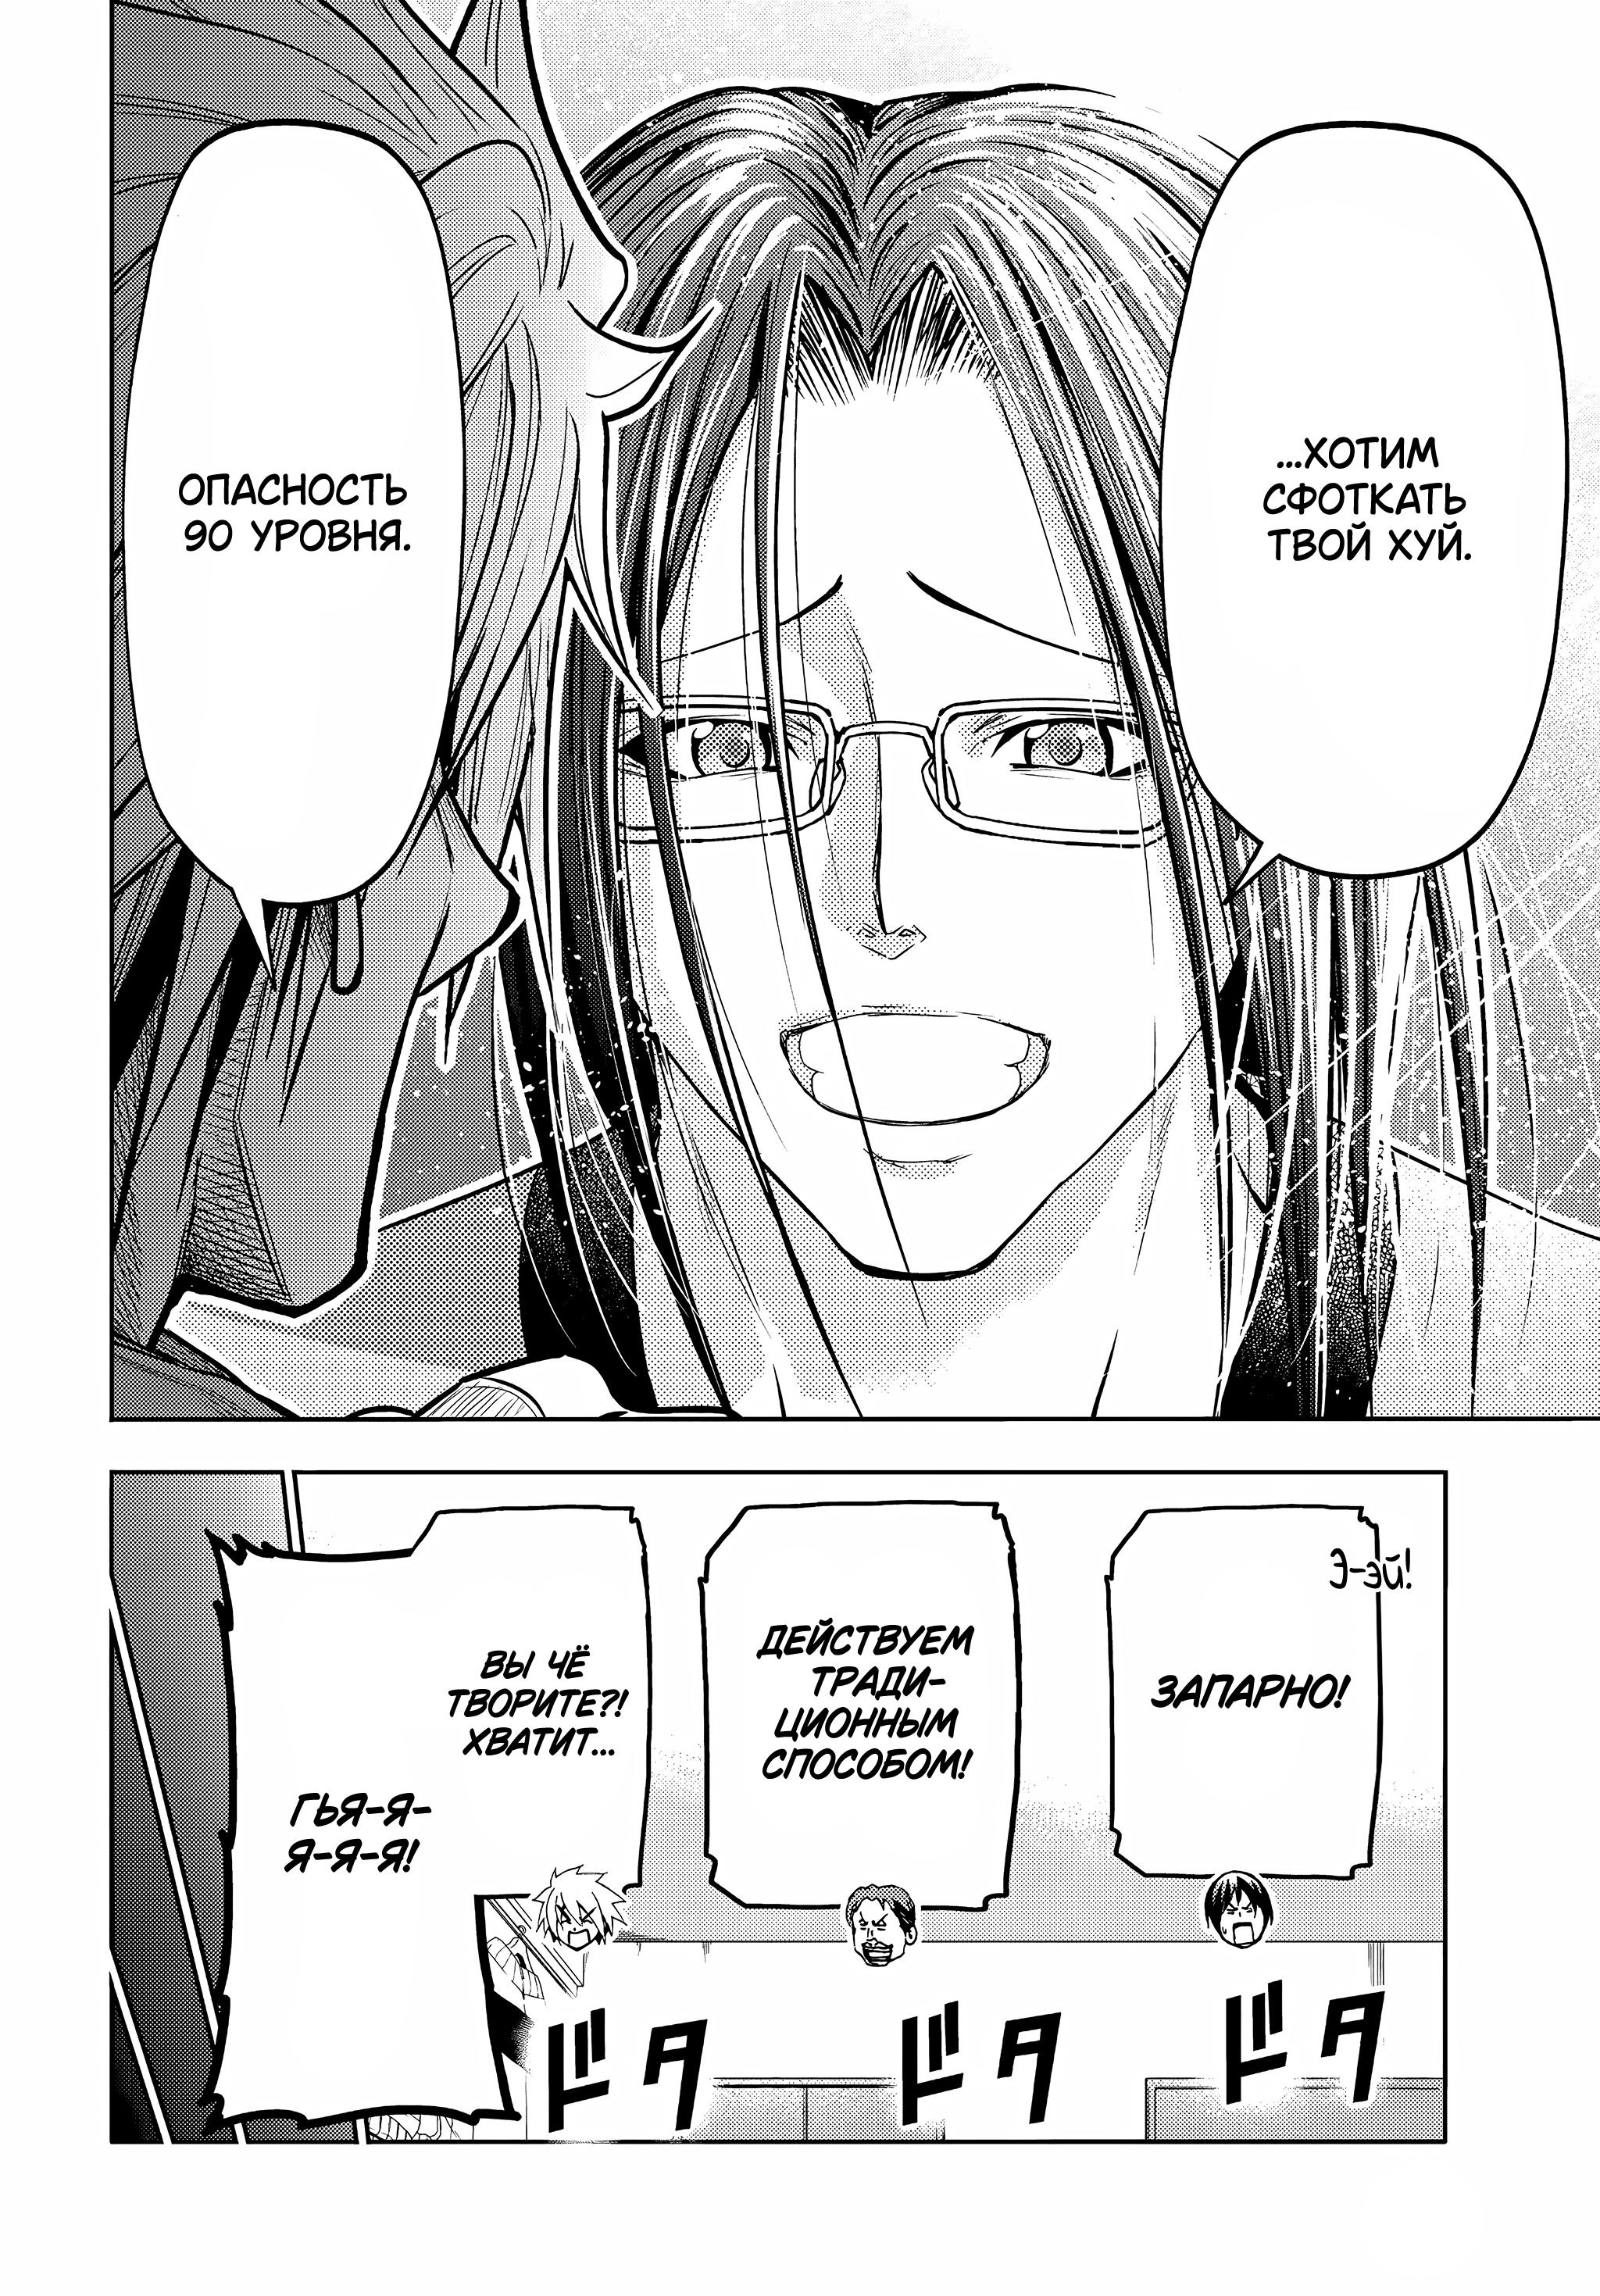 ...ХОТИМ
СФОТКАТЬ
ТВОЙ ХУЙ.
ОПАСНОСТЬ
90 УРОВНЯ.
Э-ЭЙ!
ЗАПАРНО!
ДЕЙСТВУЕМ
ТРАДИ-
ЦИОННЫМ
СПОСОБОМ!
ВЫ ЧЁ
ТВОРИТЕ?!
ХВАТИТ...
ГЬЯ-Я-
Я-Я-Я!
ドタ
ドタ
ドタ